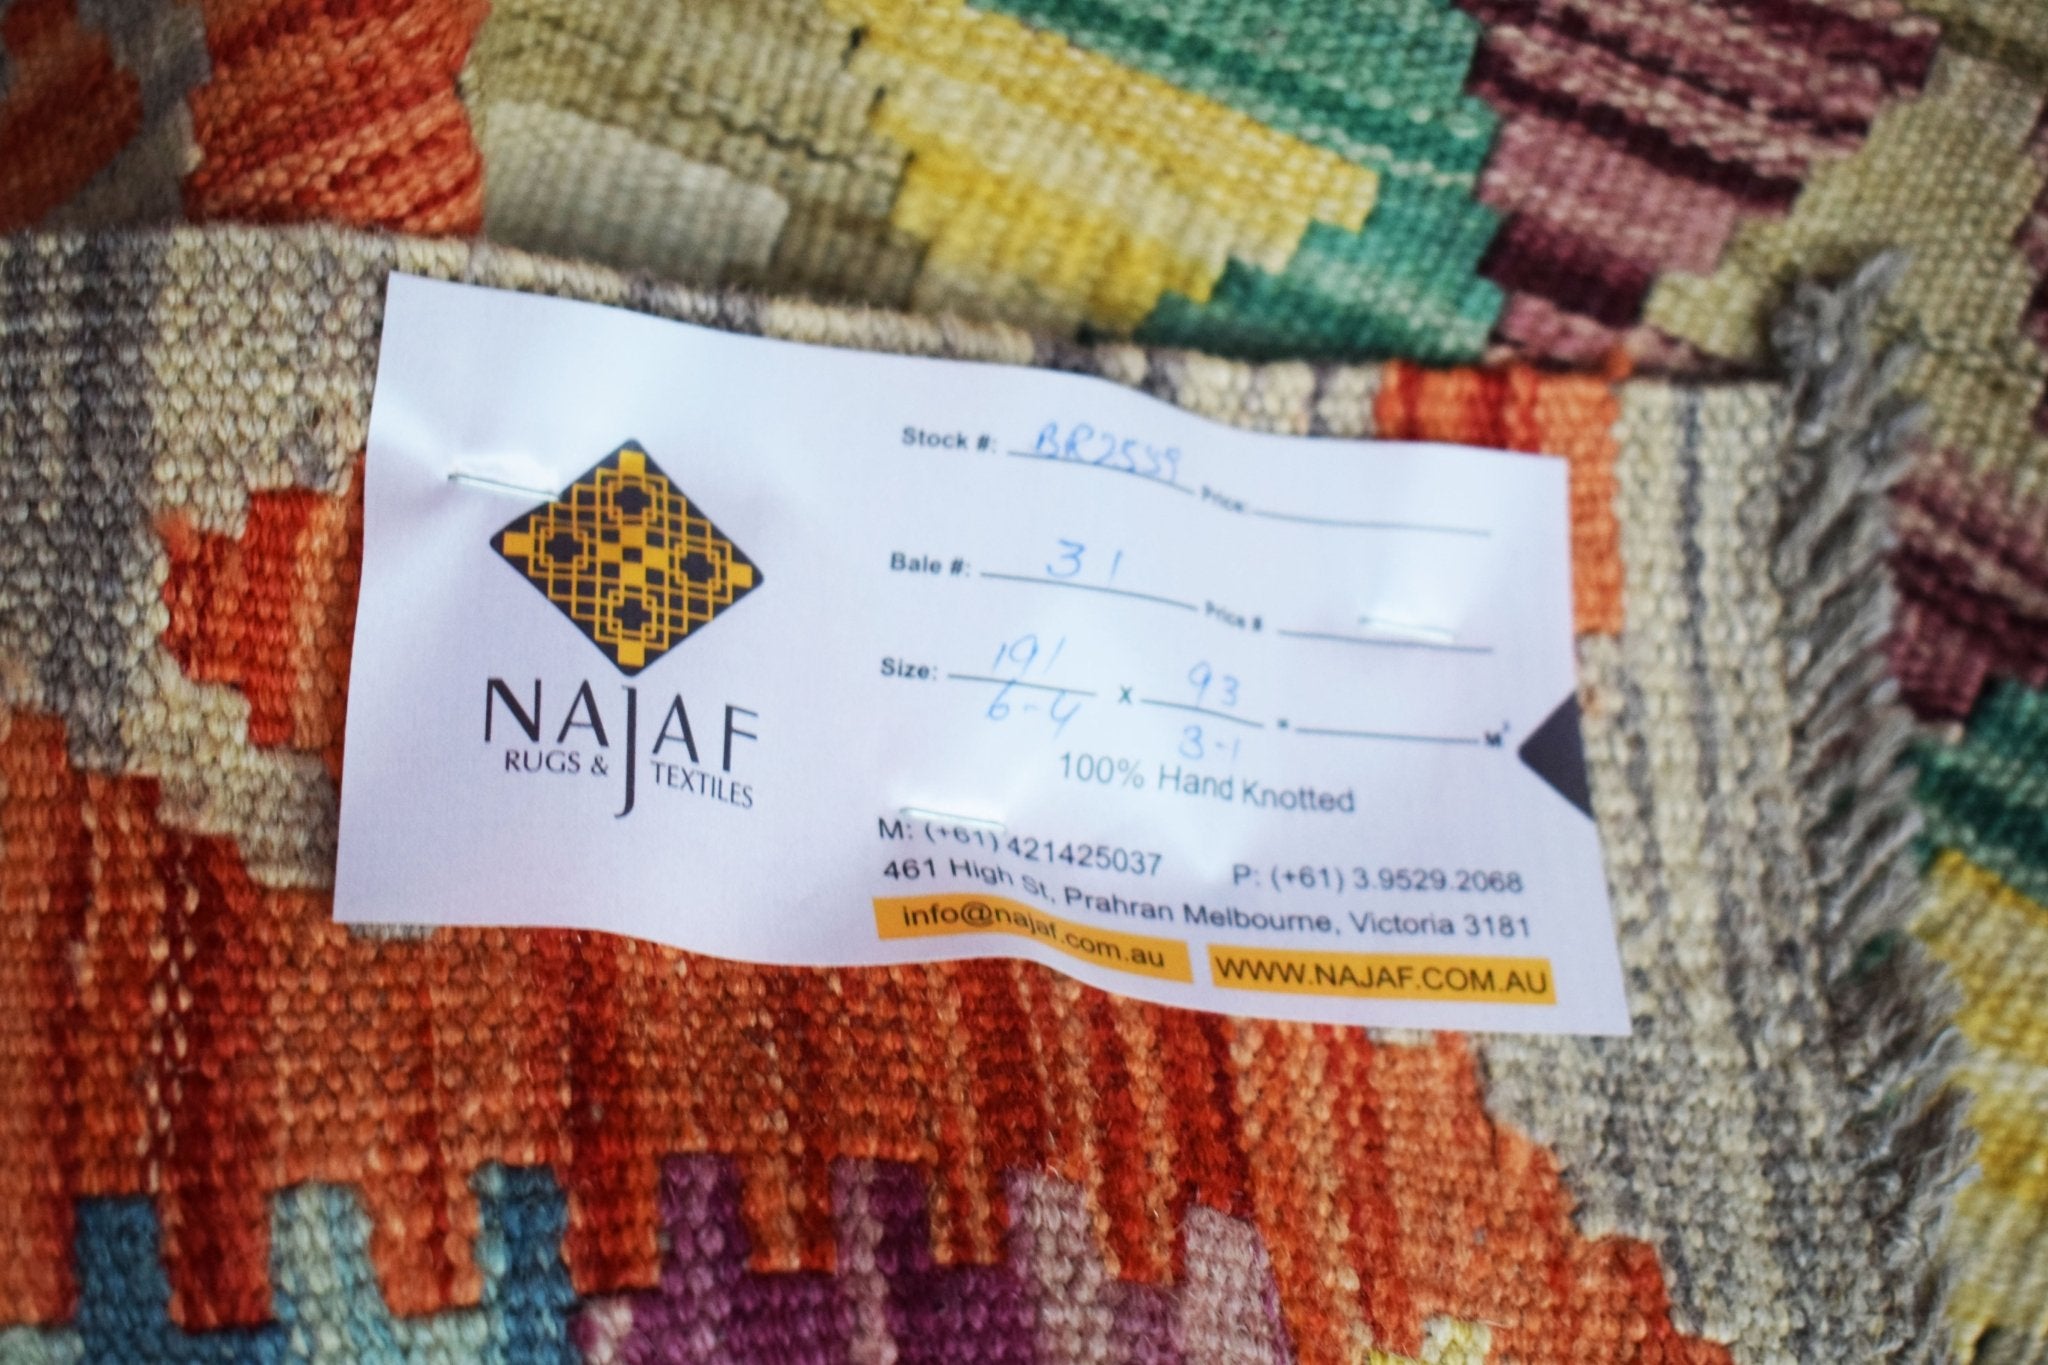 NAJAF
RUGS & TEXTILES
Stock #: BR2559 Price:
Bale #: 31 Price $
Size: 191 x 93 = M²
6-4 3-1
100% Hand Knotted
M: (+61) 421425037 P: (+61) 3.9529.2068
461 High St, Prahran Melbourne, Victoria 3181
info@najaf.com.au WWW.NAJAF.COM.AU